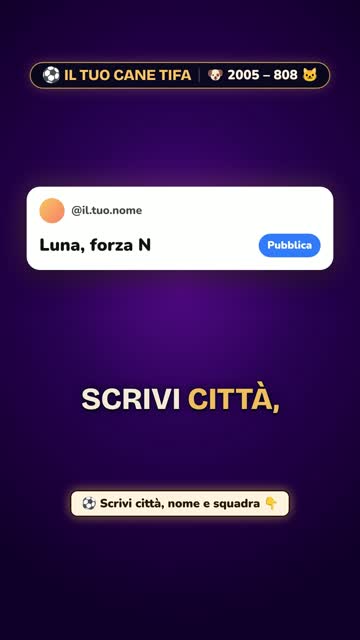 ⚽ IL TUO CANE TIFA | 🐶 2005 – 808 🐱
@il.tuo.nome
Luna, forza N
Pubblica
SCRIVI CITTÀ,
⚽ Scrivi città, nome e squadra 👇